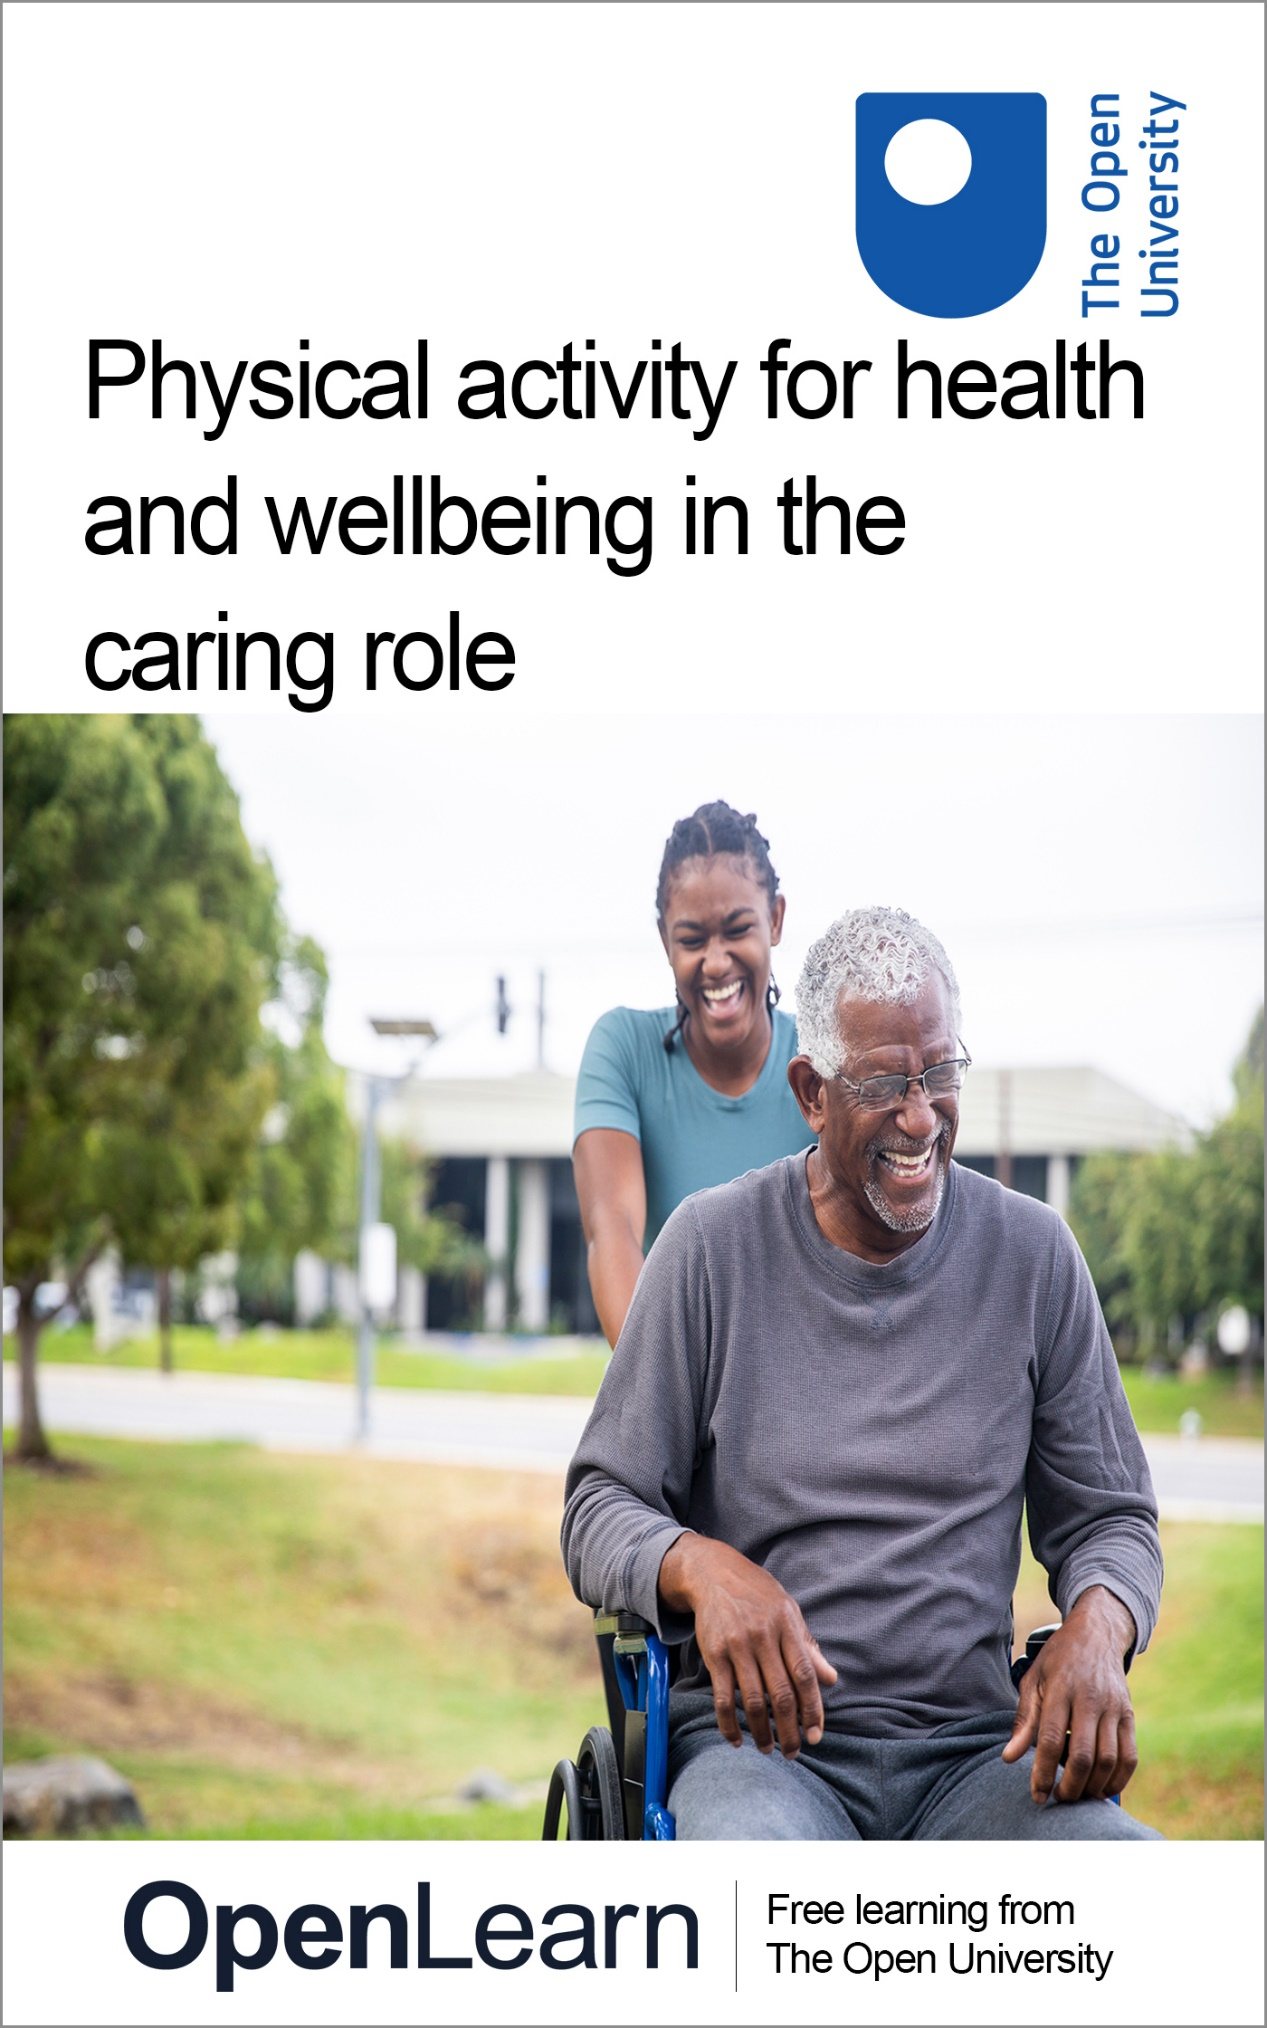 The Open
University
Physical activity for health
and wellbeing in the
caring role
OpenLearn
Free learning from
The Open University